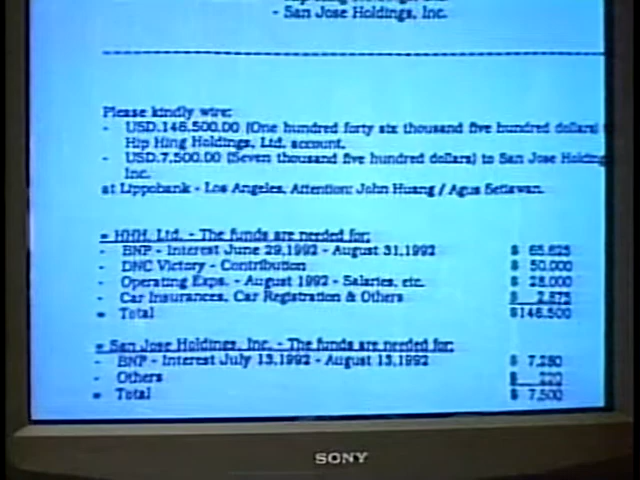 - San Jose Holdings, Inc.
Please kindly wire:
- USD.146.500.00 (One hundred forty six thousand five hundred dollars)
Hip Hing Holdings, Ltd. account.
- USD.7,500.00 (Seven thousand five hundred dollars) to San Jose Holding
Inc.
at Lippobank - Los Angeles, Attention: John Huang / Agus Setiawan.
= HHH, Ltd. - The funds are needed for:
- BNP - Interest June 29,1992 - August 31,1992 $ 65,625
- DNC Victory - Contribution $ 50,000
- Operating Exps. - August 1992 - Salaries, etc. $ 28,000
- Car Insurances, Car Registration & Others $ 2,875
= Total $146,500
= San Jose Holdings, Inc. - The funds are needed for:
- BNP - Interest July 13,1992 - August 13,1992 $ 7,280
- Others $ 220
= Total $ 7,500
SONY